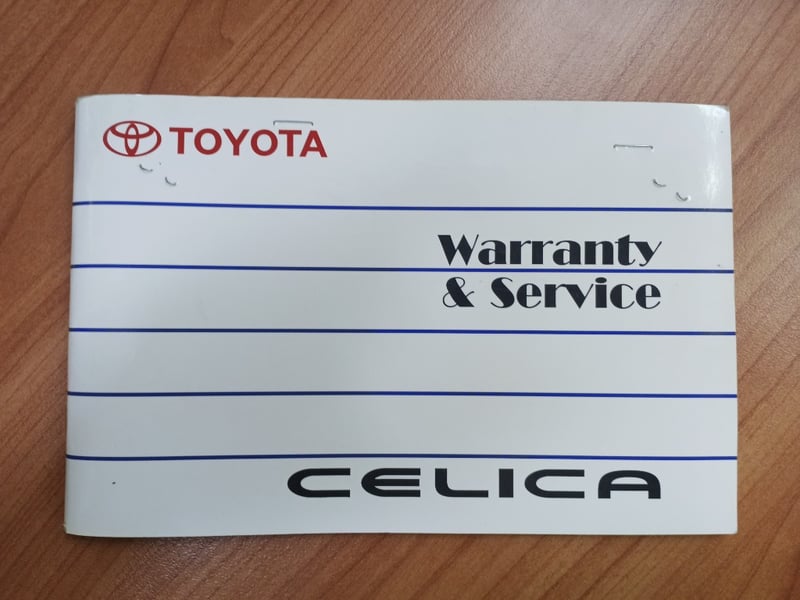 TOYOTA
Warranty
& Service
CELICA